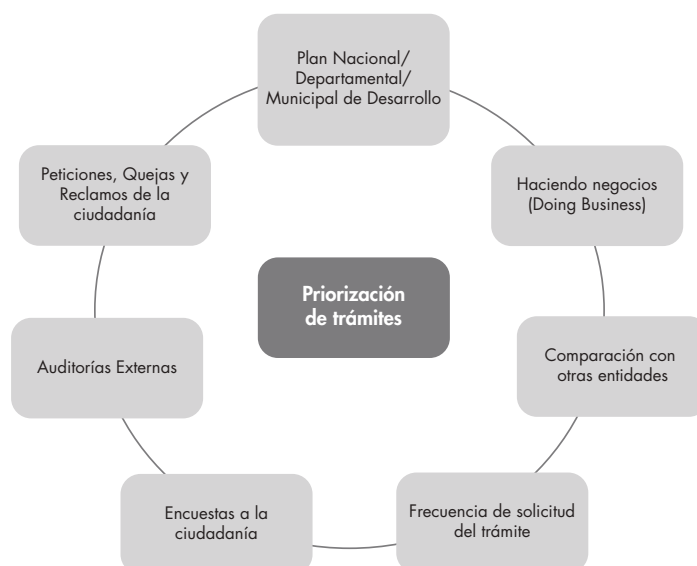 Plan Nacional/
Departamental/
Municipal de Desarrollo
Haciendo negocios
(Doing Business)
Comparación con
otras entidades
Frecuencia de solicitud
del trámite
Encuestas a la
ciudadanía
Auditorías Externas
Peticiones, Quejas y
Reclamos de la
ciudadanía
Priorización
de trámites